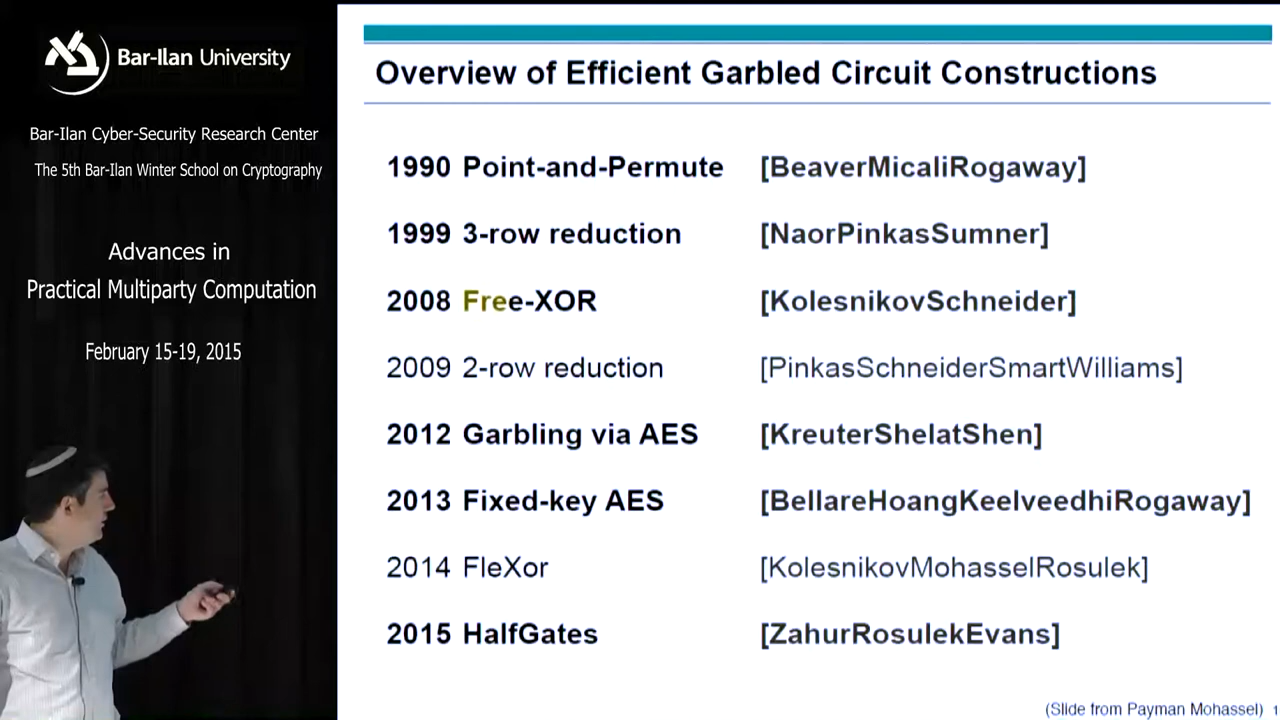 Bar-Ilan University
Bar-Ilan Cyber-Security Research Center
The 5th Bar-Ilan Winter School on Cryptography
Advances in
Practical Multiparty Computation
February 15-19, 2015
Overview of Efficient Garbled Circuit Constructions
1990 Point-and-Permute [BeaverMicaliRogaway]
1999 3-row reduction [NaorPinkasSumner]
2008 Free-XOR [KolesnikovSchneider]
2009 2-row reduction [PinkasSchneiderSmartWilliams]
2012 Garbling via AES [KreuterShelatShen]
2013 Fixed-key AES [BellareHoangKeelveedhiRogaway]
2014 FleXor [KolesnikovMohasselRosulek]
2015 HalfGates [ZahurRosulekEvans]
(Slide from Payman Mohassel)